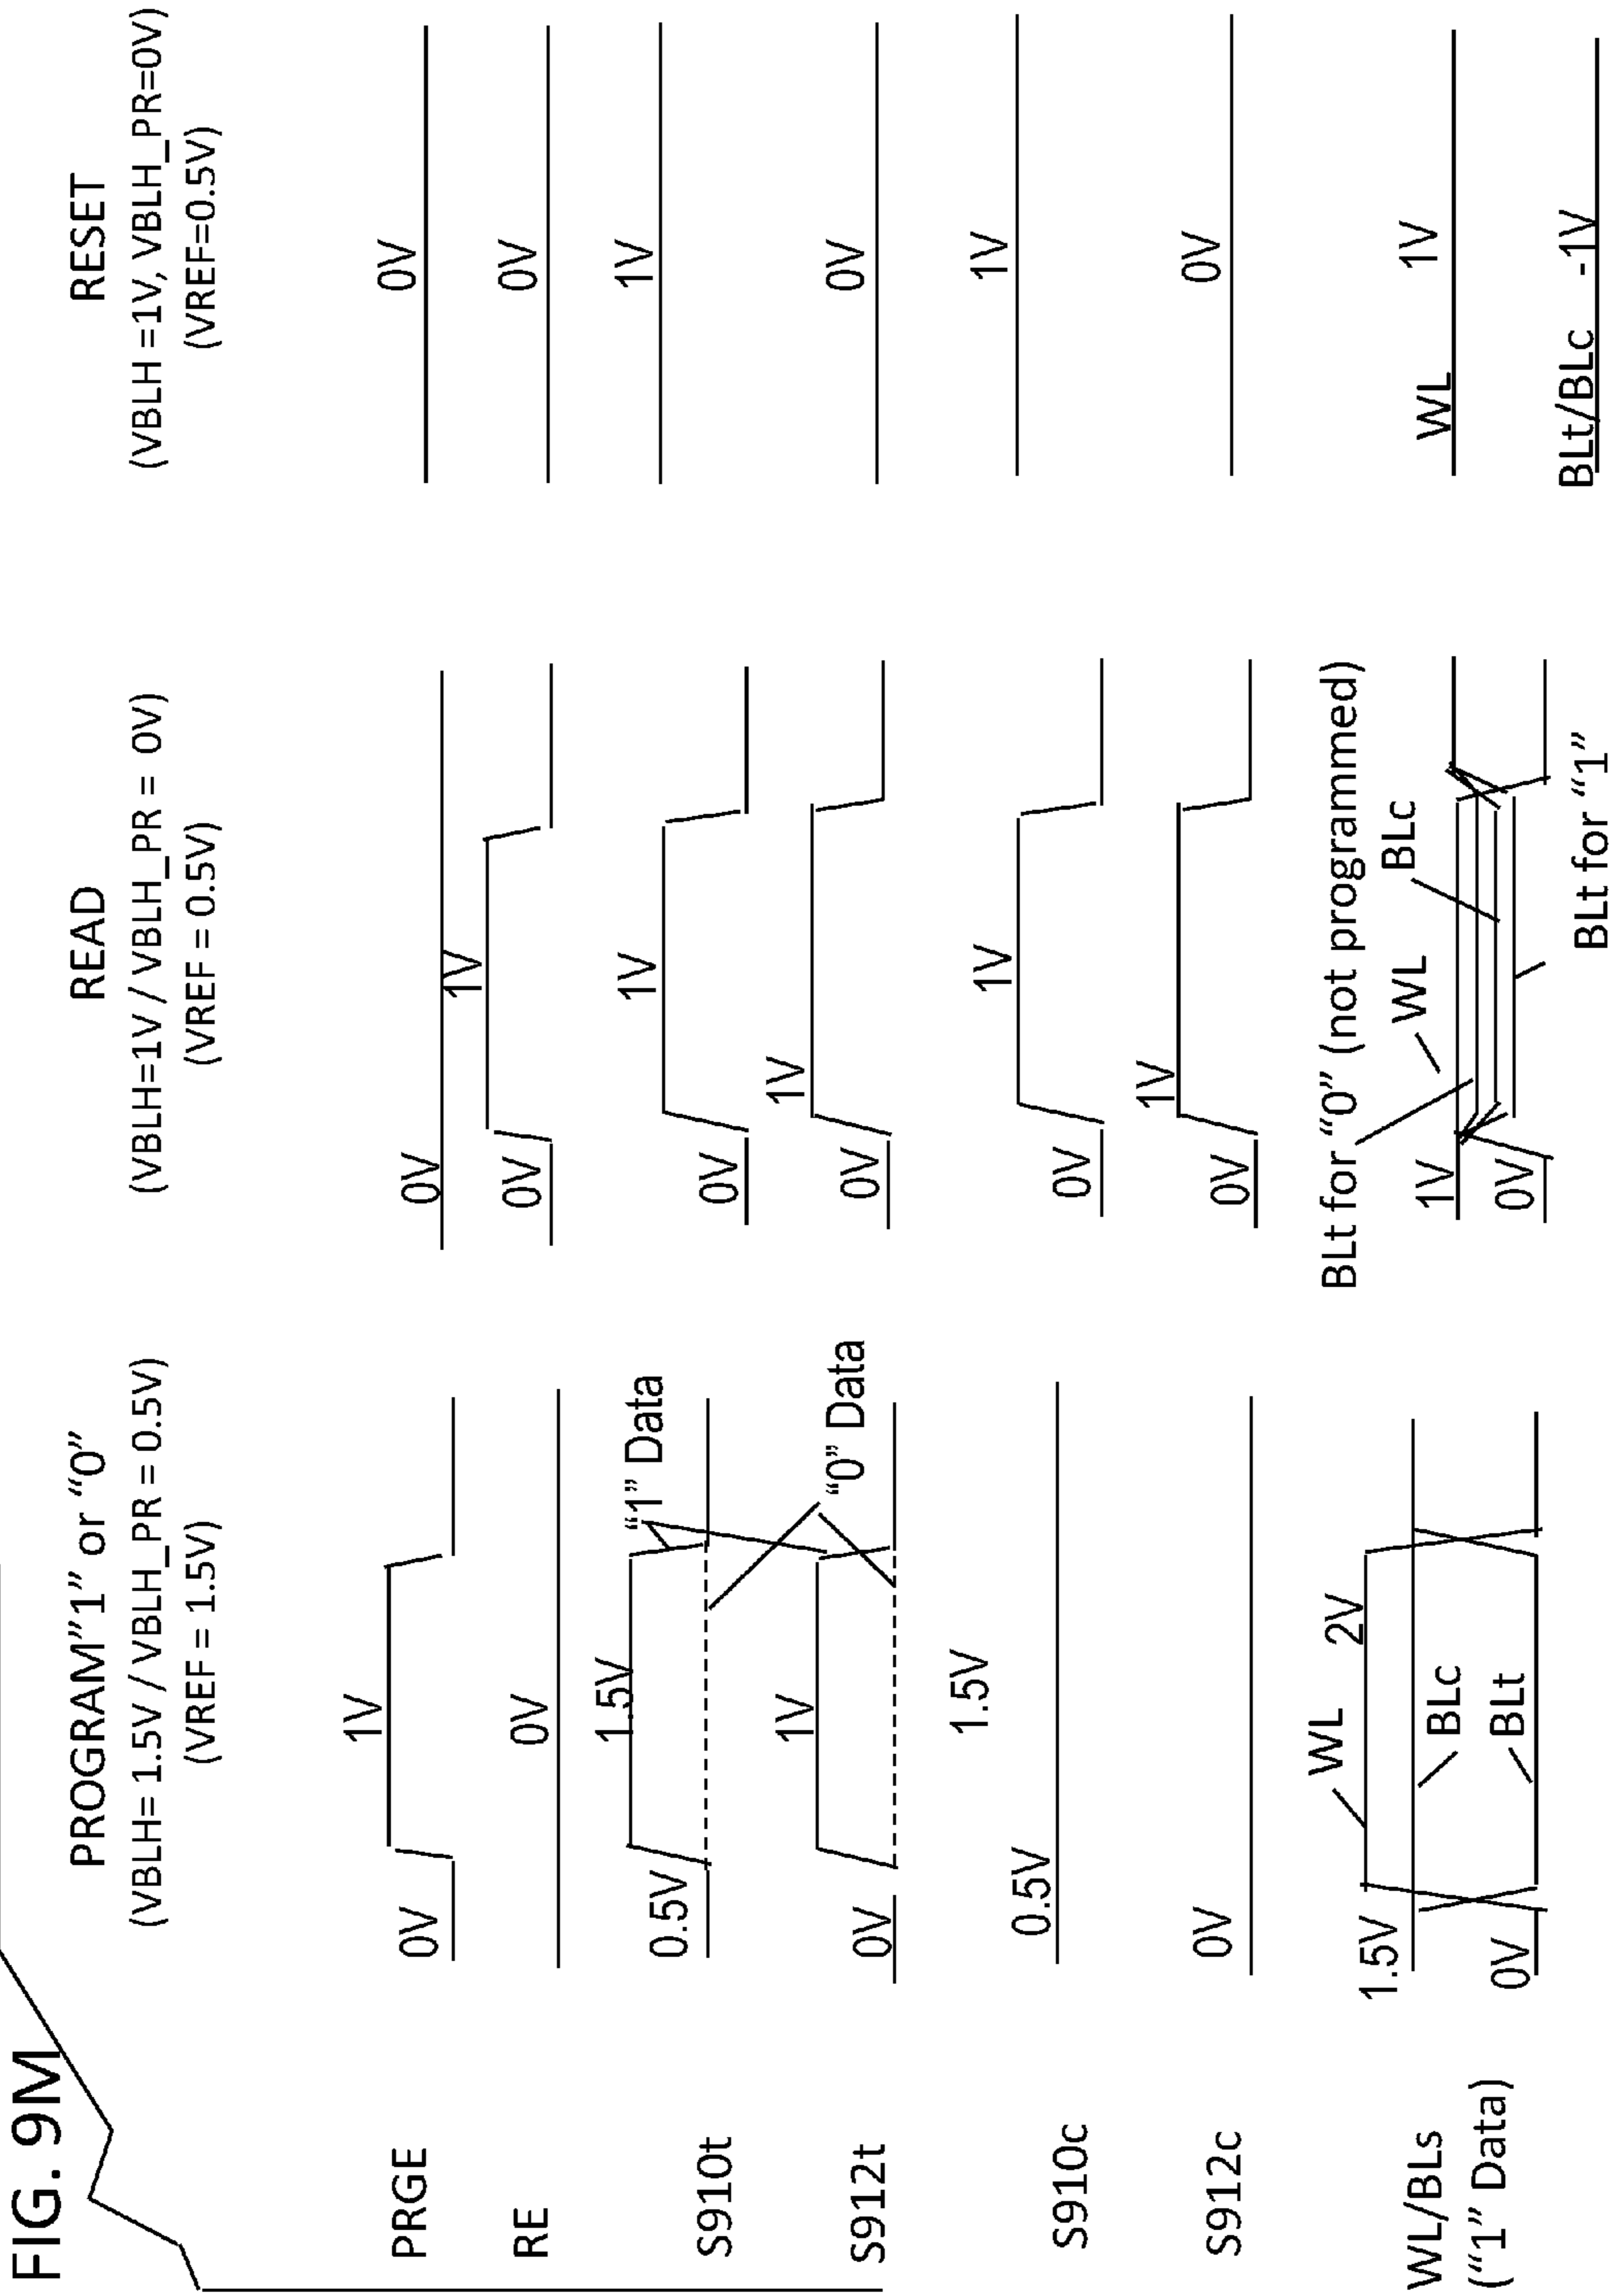 FIG. 9M
PROGRAM”1” or “0”
(VBLH= 1.5V / VBLH_PR = 0.5V)
(VREF = 1.5V)
READ
(VBLH=1V / VBLH_PR = 0V)
(VREF = 0.5V)
RESET
(VBLH =1V, VBLH_PR=0V)
(VREF=0.5V)
PRGE
0V
1V
0V
0V
RE
0V
0V
1V
0V
S910t
0.5V
1.5V
“1” Data
0V
1V
1V
S912t
0V
1V
“0” Data
0V
1V
0V
S910c
0.5V
1.5V
0V
1V
1V
S912c
0V
0V
1V
0V
WL/BLs
(“1” Data)
1.5V
0V
WL
2V
BLc
BLt
BLt for “0” (not programmed)
1V
0V
WL
BLc
BLt for “1”
WL
1V
BLt/BLc
-1V